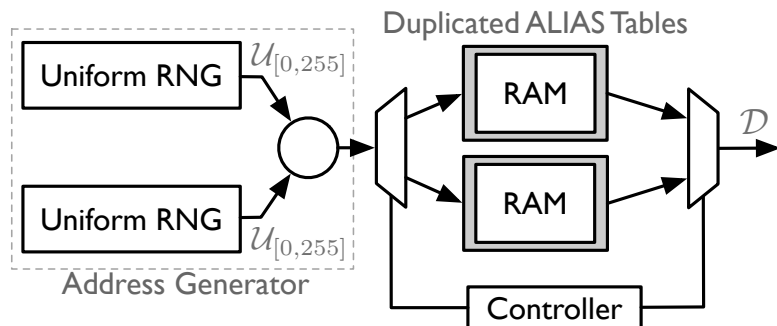 Duplicated ALIAS Tables
Uniform RNG
𝒰[0,255]
RAM
𝒟
Uniform RNG
𝒰[0,255]
RAM
Address Generator
Controller